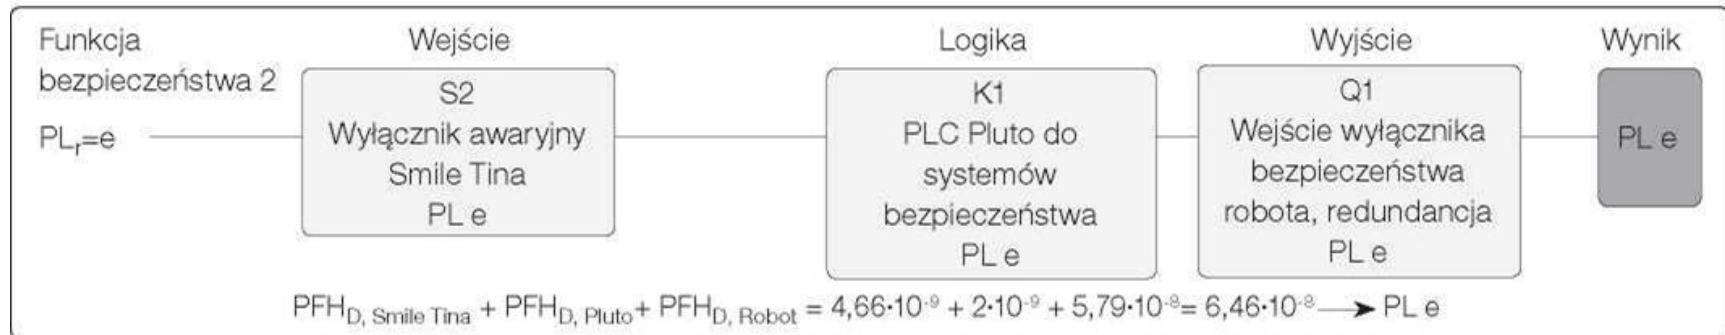 Funkcja
bezpieczeństwa 2
PLr=e
Wejście
S2
Wyłącznik awaryjny
Smile Tina
PL e
Logika
K1
PLC Pluto do
systemów
bezpieczeństwa
PL e
Wyjście
Q1
Wejście wyłącznika
bezpieczeństwa
robota, redundancja
PL e
Wynik
PL e
PFHD, Smile Tina + PFHD, Pluto+ PFHD, Robot = 4,66·10⁻⁹ + 2·10⁻⁹ + 5,79·10⁻⁸= 6,46·10⁻⁸ → PL e